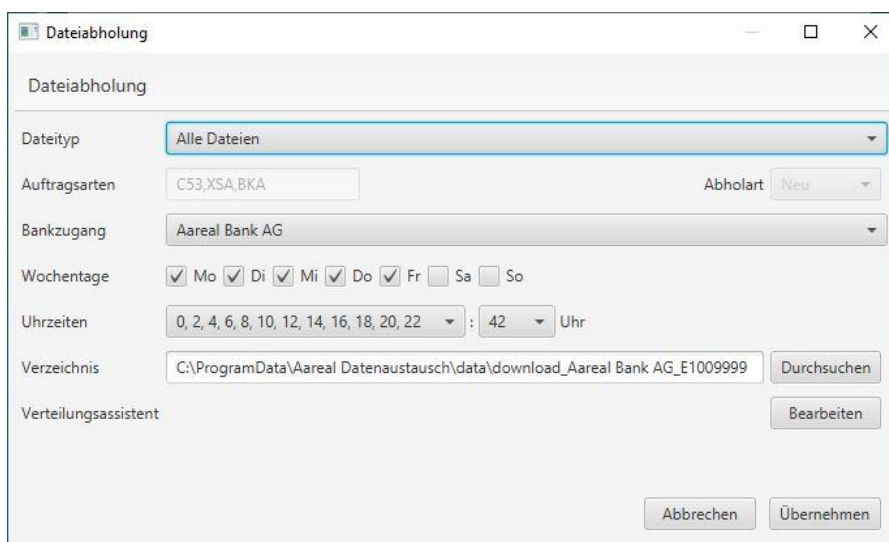 Dateiabholung
Dateiabholung
Dateityp Alle Dateien
Auftragsarten C53,XSA,BKA Abholart Neu
Bankzugang Aareal Bank AG
Wochentage Mo Di Mi Do Fr Sa So
Uhrzeiten 0, 2, 4, 6, 8, 10, 12, 14, 16, 18, 20, 22 : 42 Uhr
Verzeichnis C:\ProgramData\Aareal Datenaustausch\data\download_Aareal Bank AG_E1009999 Durchsuchen
Verteilungsassistent Bearbeiten
Abbrechen Übernehmen